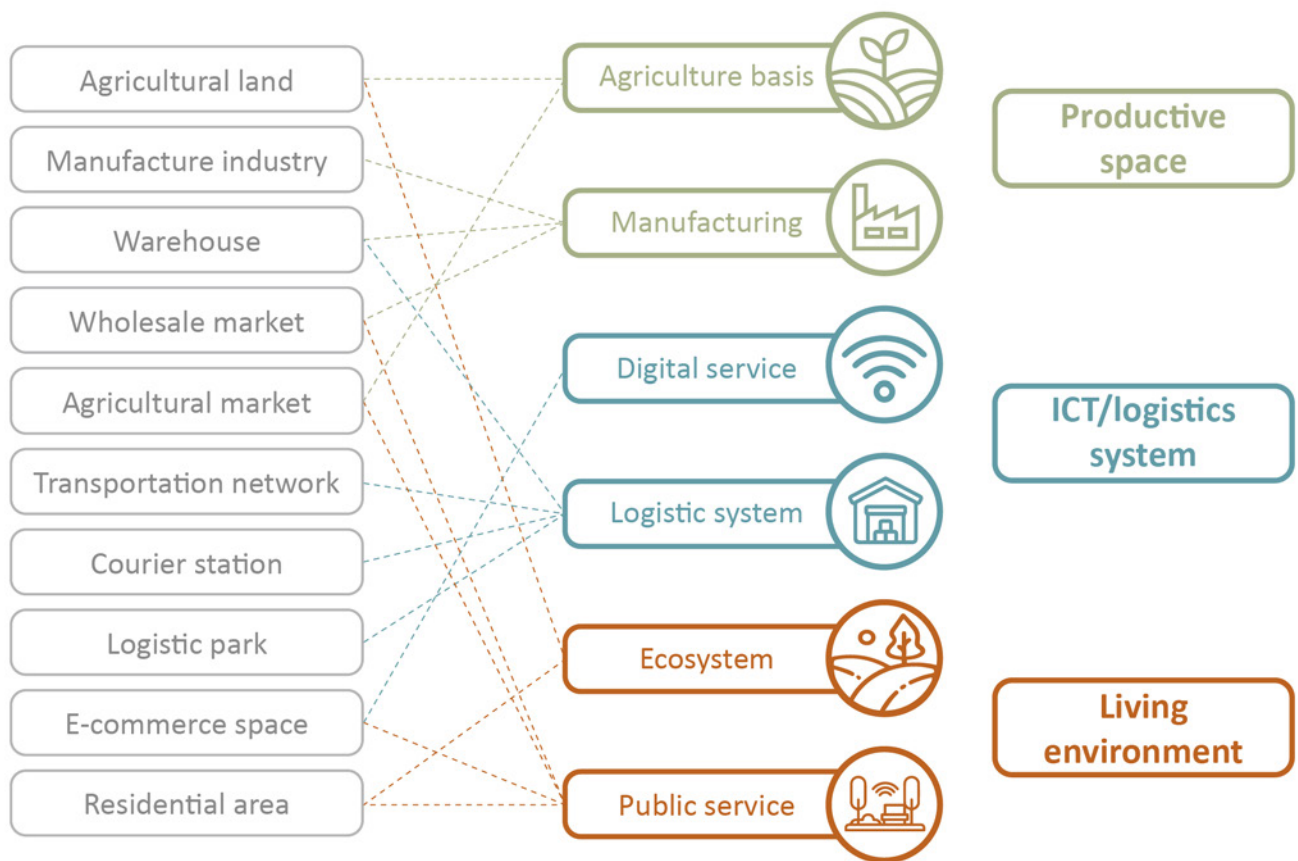 Agricultural land
Manufacture industry
Warehouse
Wholesale market
Agricultural market
Transportation network
Courier station
Logistic park
E-commerce space
Residential area
Agriculture basis
Manufacturing
Digital service
Logistic system
Ecosystem
Public service
Productive
space
ICT/logistics
system
Living
environment